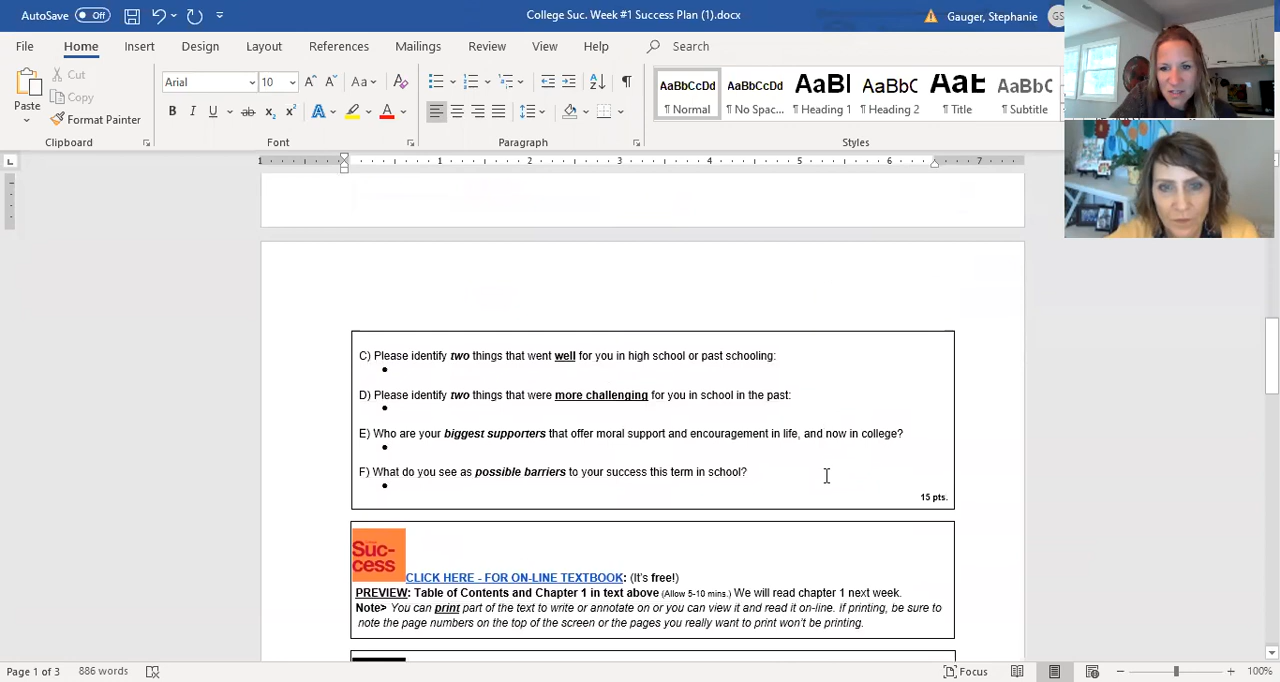 AutoSave Off College Suc. Week #1 Success Plan (1).docx Gauger, Stephanie GS
File Home Insert Design Layout References Mailings Review View Help Search
Paste Cut Copy Format Painter
Arial 10
AaBbCcDd AaBbCcDd AaBl AaBbC AaE AaBbC
¶ Normal ¶ No Spac... ¶ Heading 1 ¶ Heading 2 ¶ Title ¶ Subtitle
Clipboard Font Paragraph Styles
1 1 2 3 4 5 6 7
C) Please identify two things that went well for you in high school or past schooling:
D) Please identify two things that were more challenging for you in school in the past:
E) Who are your biggest supporters that offer moral support and encouragement in life, and now in college?
F) What do you see as possible barriers to your success this term in school?
15 pts.
Suc-
cess
CLICK HERE - FOR ON-LINE TEXTBOOK: (It's free!)
PREVIEW: Table of Contents and Chapter 1 in text above (Allow 5-10 mins.) We will read chapter 1 next week.
Note> You can print part of the text to write or annotate on or you can view it and read it on-line. If printing, be sure to
note the page numbers on the top of the screen or the pages you really want to print won't be printing.
Page 1 of 3 886 words Focus 100%